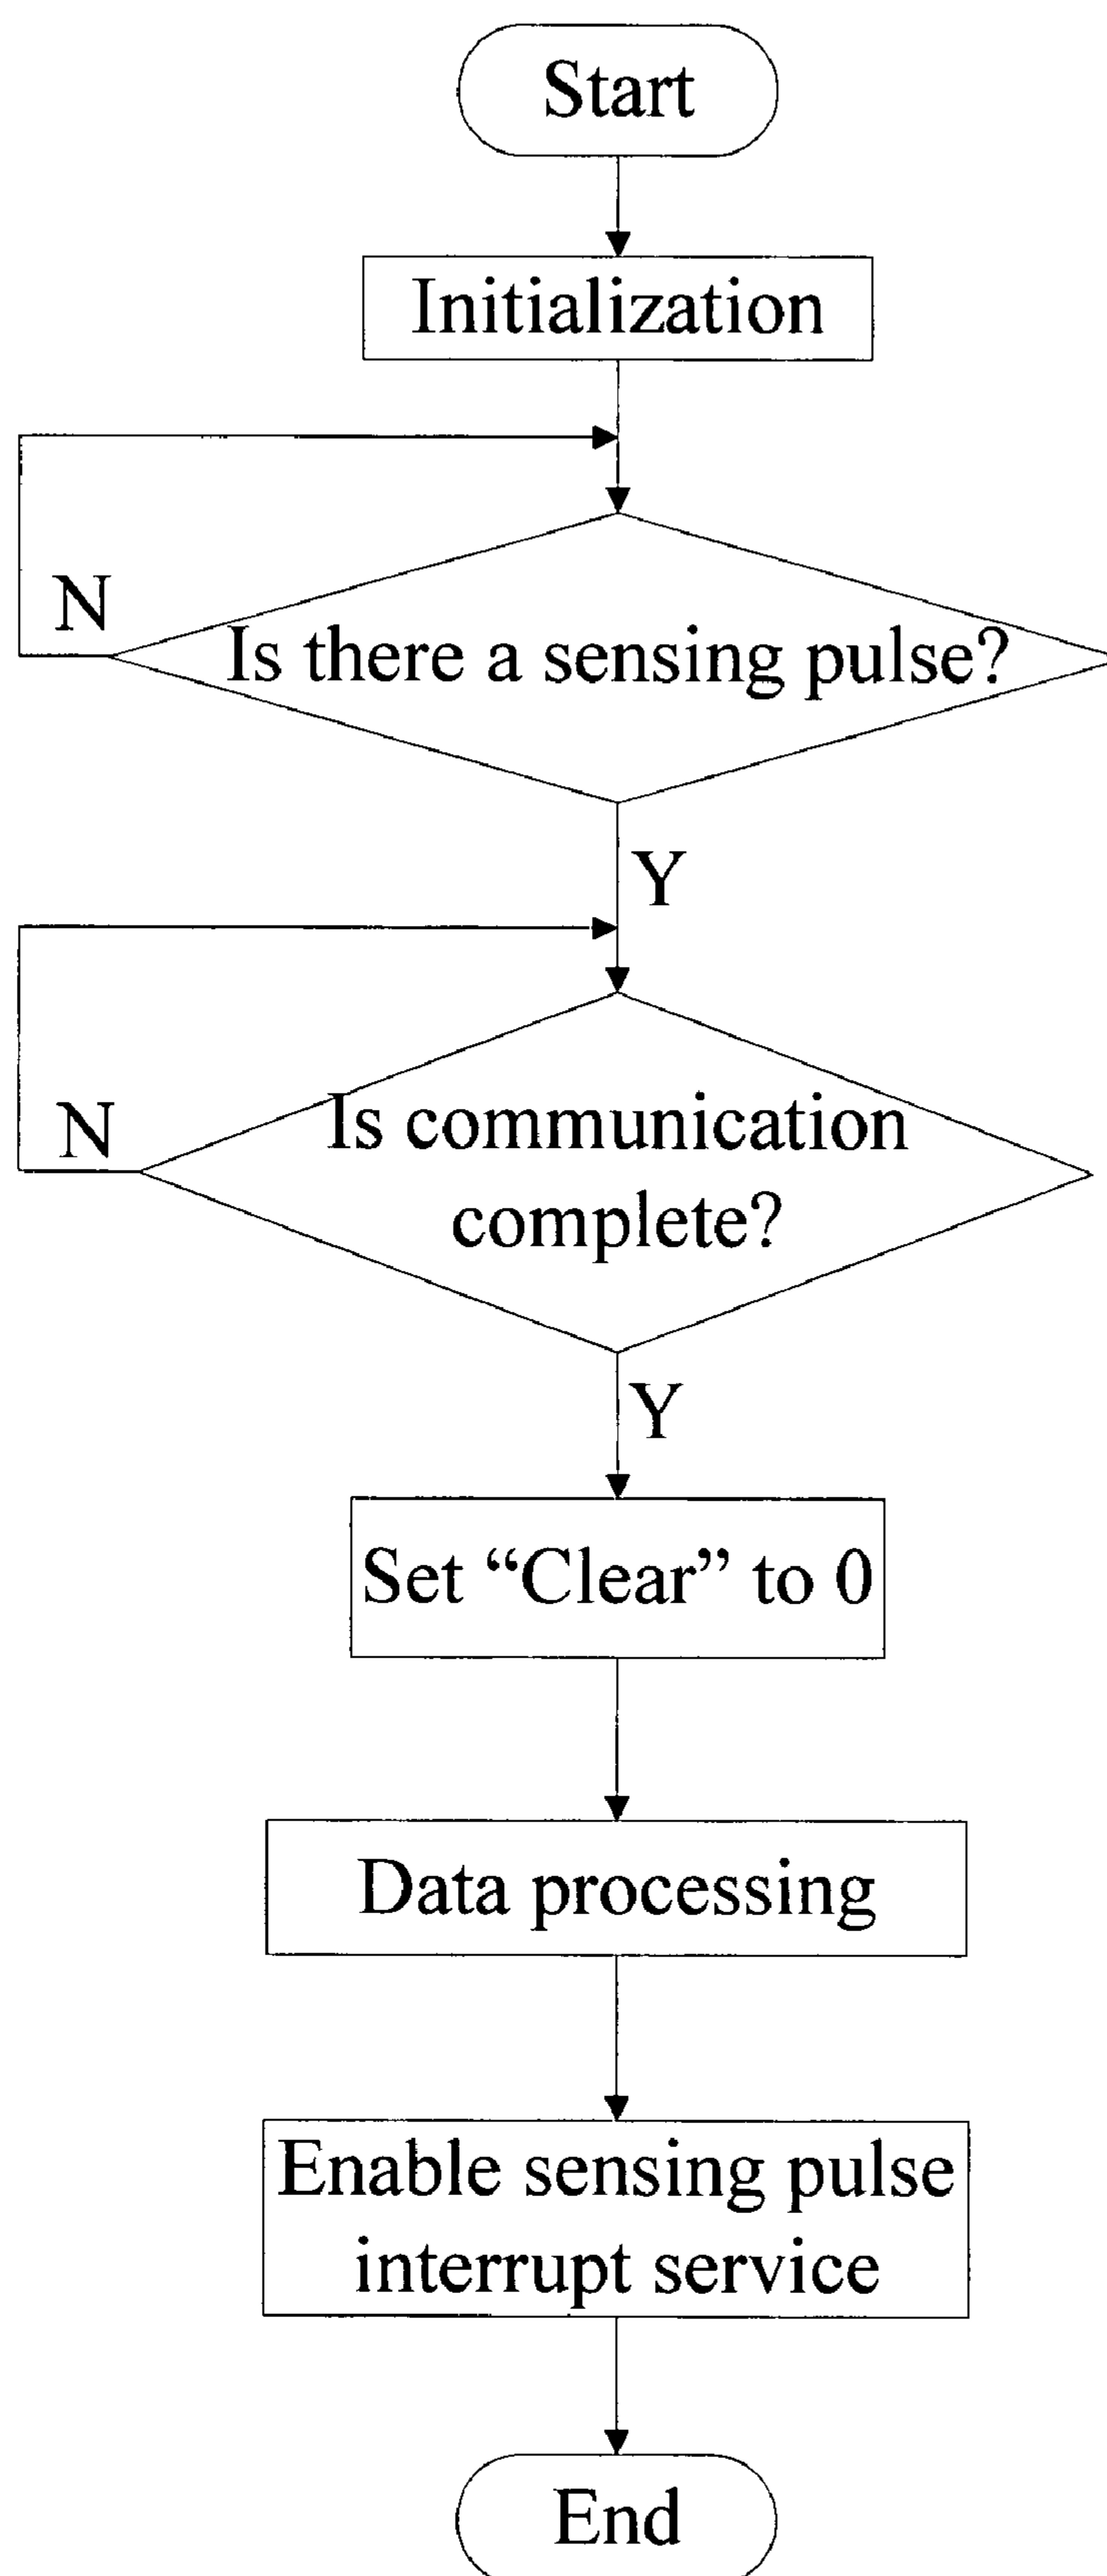 Start
Initialization
N
Is there a sensing pulse?
Y
N
Is communication
complete?
Y
Set “Clear” to 0
Data processing
Enable sensing pulse
interrupt service
End